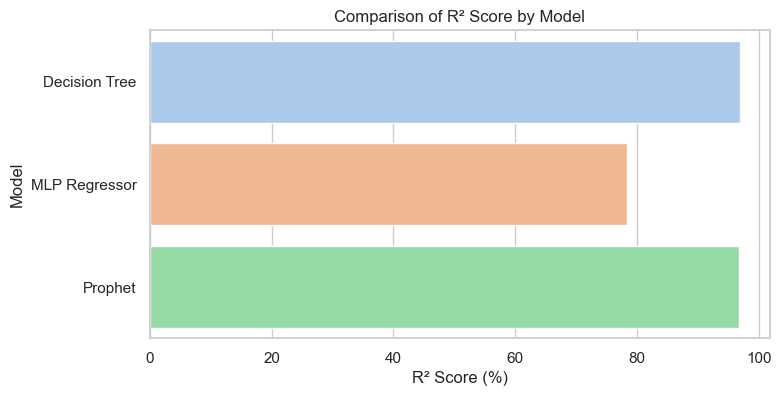 Comparison of R² Score by Model
Model
Decision Tree
MLP Regressor
Prophet
0 20 40 60 80 100
R² Score (%)